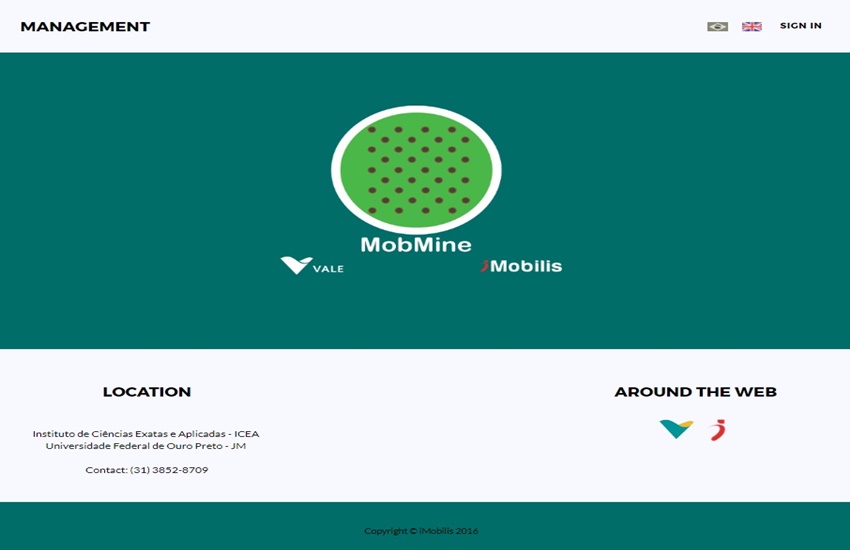 MANAGEMENT
SIGN IN
MobMine
VALE
iMobilis
LOCATION
Instituto de Ciências Exatas e Aplicadas - ICEA
Universidade Federal de Ouro Preto - JM
Contact: (31) 3852-8709
AROUND THE WEB
Copyright © iMobilis 2016